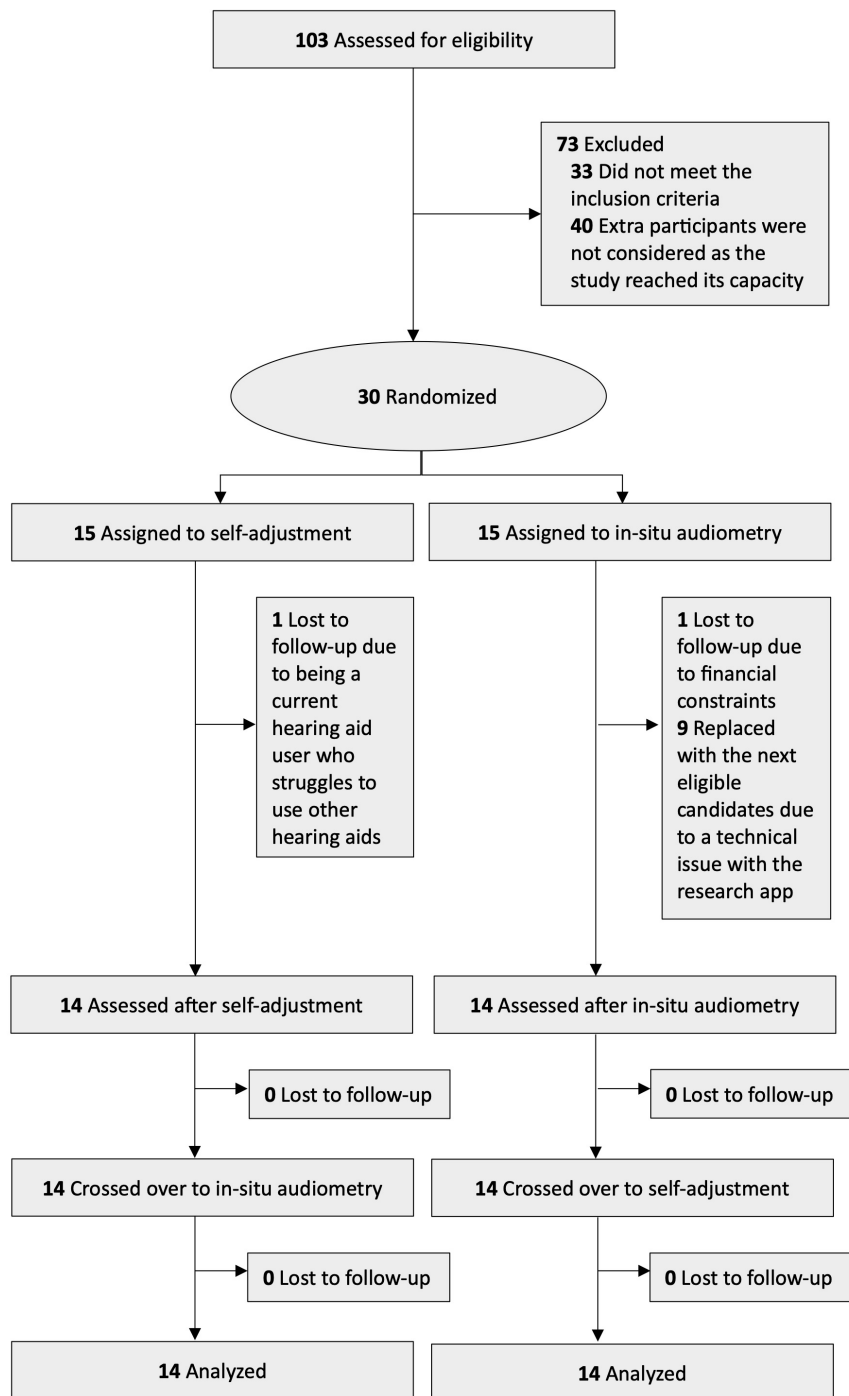 103 Assessed for eligibility
73 Excluded
33 Did not meet the
inclusion criteria
40 Extra participants were
not considered as the
study reached its capacity
30 Randomized
15 Assigned to self-adjustment
15 Assigned to in-situ audiometry
1 Lost to
follow-up due
to being a
current
hearing aid
user who
struggles to
use other
hearing aids
1 Lost to
follow-up due
to financial
constraints
9 Replaced
with the next
eligible
candidates due
to a technical
issue with the
research app
14 Assessed after self-adjustment
14 Assessed after in-situ audiometry
0 Lost to follow-up
0 Lost to follow-up
14 Crossed over to in-situ audiometry
14 Crossed over to self-adjustment
0 Lost to follow-up
0 Lost to follow-up
14 Analyzed
14 Analyzed